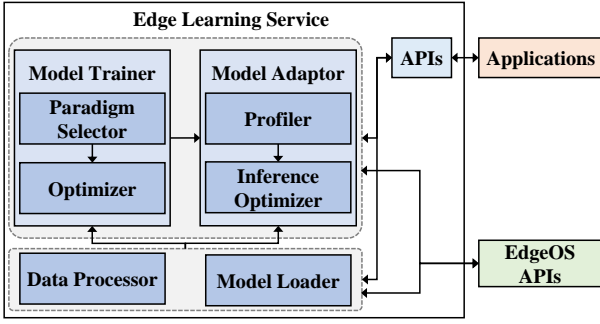 Edge Learning Service
Model Trainer
Paradigm
Selector
Optimizer
Model Adaptor
Profiler
Inference
Optimizer
APIs
Applications
Data Processor
Model Loader
EdgeOS
APIs